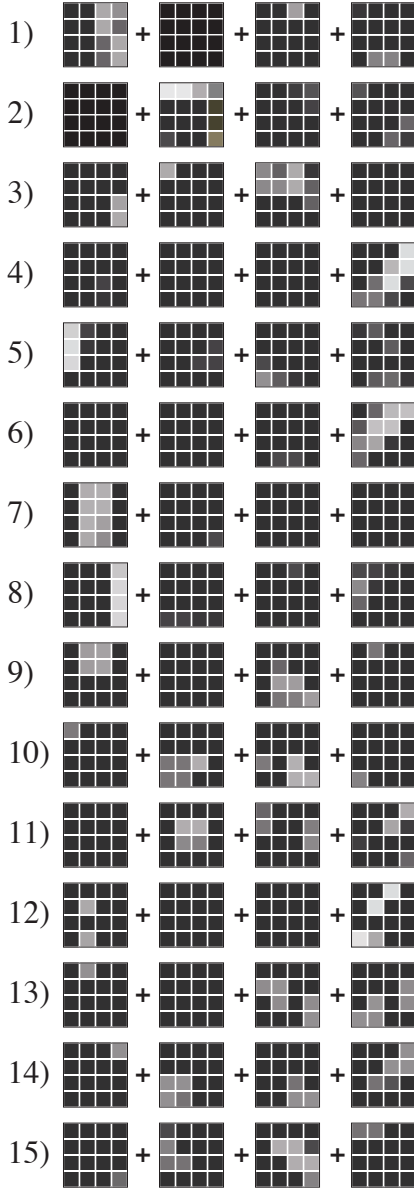 1) + + +
2) + + +
3) + + +
4) + + +
5) + + +
6) + + +
7) + + +
8) + + +
9) + + +
10) + + +
11) + + +
12) + + +
13) + + +
14) + + +
15) + + +